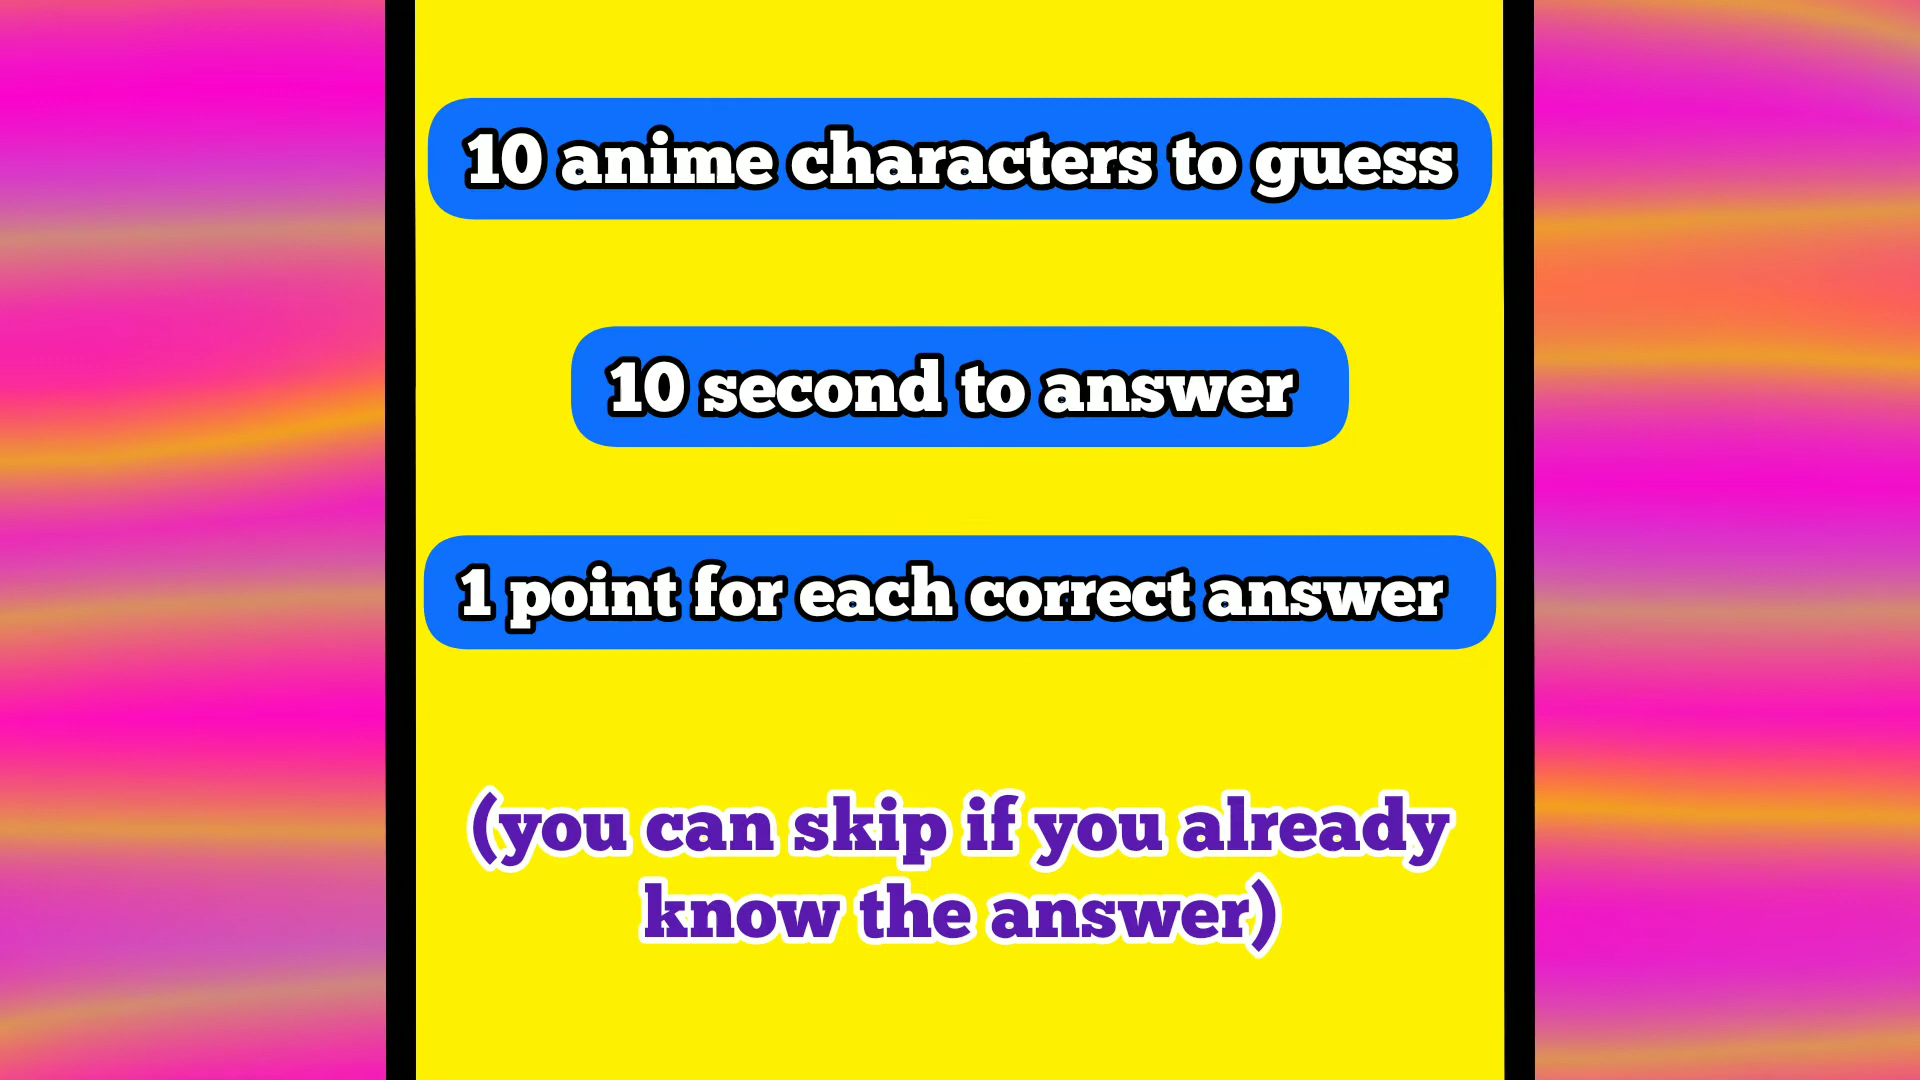 10 anime characters to guess
10 second to answer
1 point for each correct answer
(you can skip if you already
know the answer)